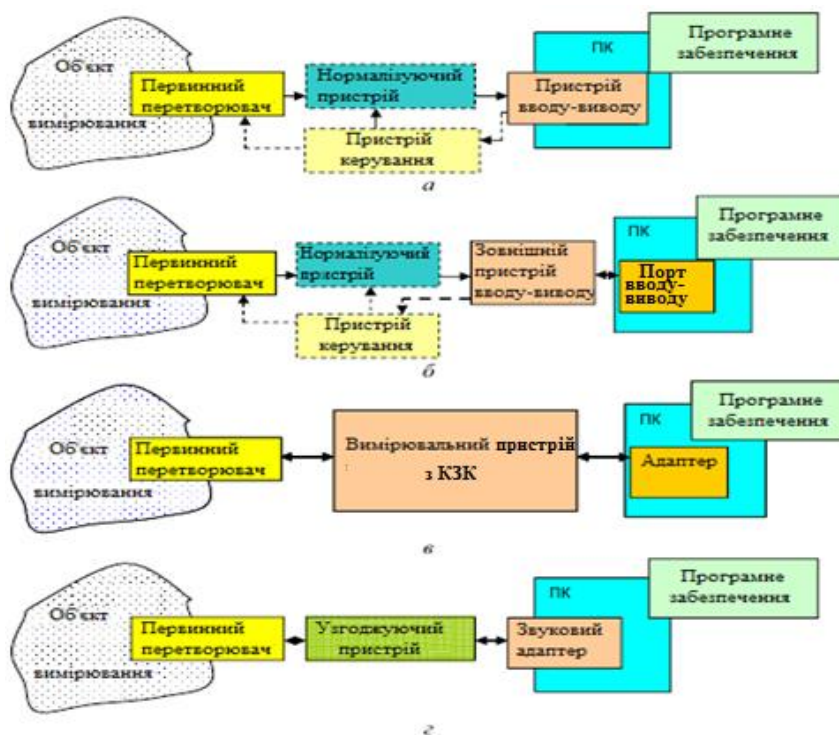 Програмне
забезпечення
ПК
Об'єкт
Первинний
перетворювач
Нормалізуючий
пристрій
Пристрій
вводу-виводу
вимірювання
Пристрій
керування
а
Програмне
забезпечення
ПК
Об'єкт
Первинний
перетворювач
Нормалізуючий
пристрій
Зовнішній
пристрій
вводу-виводу
Порт
вводу-
виводу
вимірювання
Пристрій
керування
б
Програмне
забезпечення
ПК
Об'єкт
Первинний
перетворювач
Вимірювальний пристрій
з КЗК
Адаптер
вимірювання
в
Програмне
забезпечення
ПК
Об'єкт
Первинний
перетворювач
Узгоджуючий
пристрій
Звуковий
адаптер
вимірювання
г